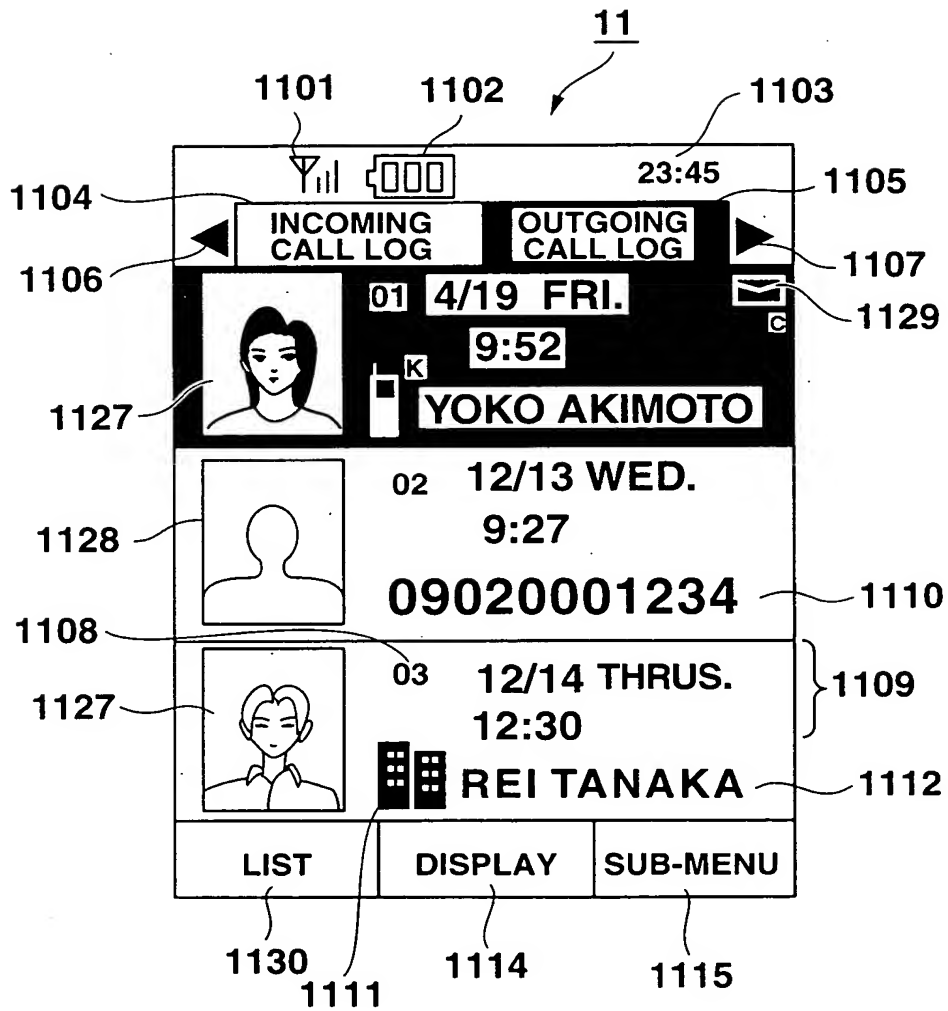 11
1101
1102
1103
23:45
1104
1105
INCOMING
CALL LOG
OUTGOING
CALL LOG
1106
1107
01
4/19 FRI.
1129
C
9:52
K
YOKO AKIMOTO
1127
02
12/13 WED.
9:27
1128
09020001234
1110
1108
03
12/14 THRUS.
1109
1127
12:30
REI TANAKA
1112
LIST
DISPLAY
SUB-MENU
1130
1111
1114
1115